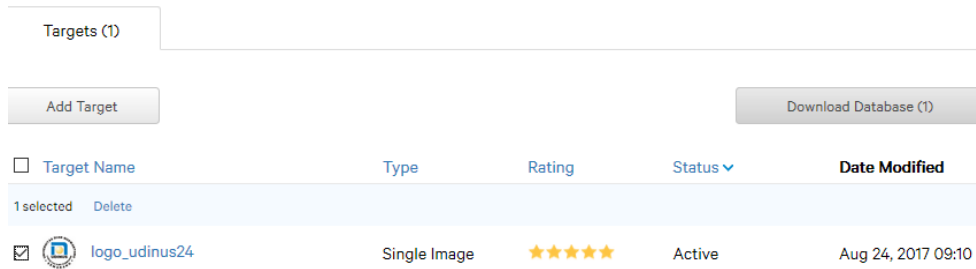 Targets (1)
Add Target Download Database (1)
Target Name Type Rating Status Date Modified
1 selected Delete
logo_udinus24 Single Image Active Aug 24, 2017 09:10